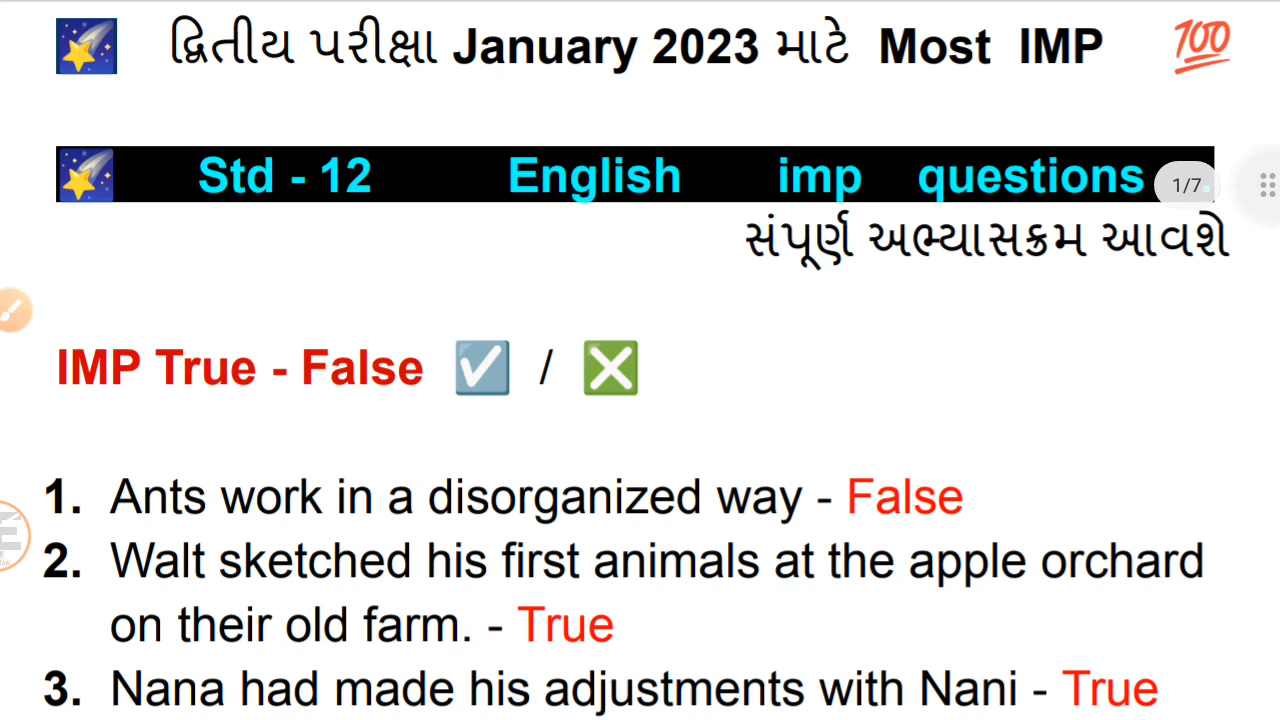 દ્વિતીય પરીક્ષા January 2023 માટે Most IMP 💯
Std - 12 English imp questions .
1/7
સંપૂર્ણ અભ્યાસક્રમ આવશે
IMP True - False ☑️ / ❎
1. Ants work in a disorganized way - False
2. Walt sketched his first animals at the apple orchard
on their old farm. - True
3. Nana had made his adjustments with Nani - True